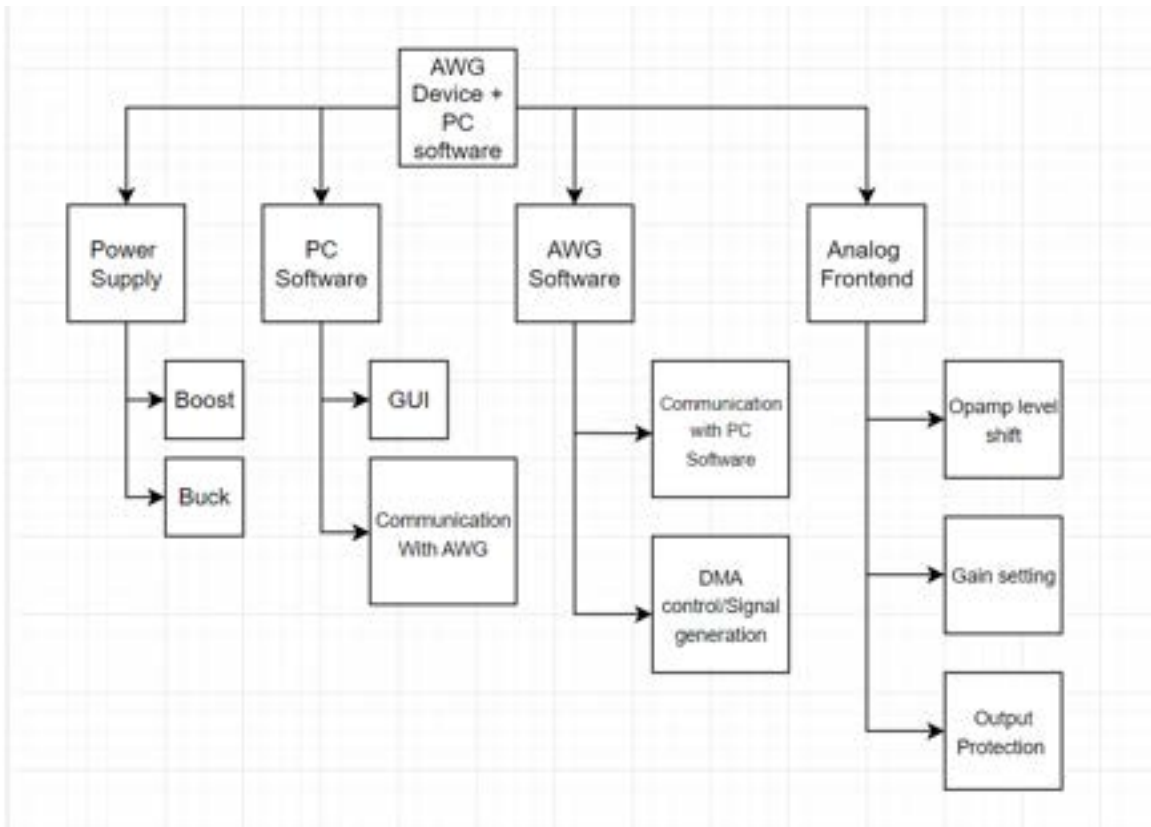 AWG
Device +
PC
software
Power
Supply
PC
Software
AWG
Software
Analog
Frontend
Boost
Buck
GUI
Communication
With AWG
Communication
with PC
Software
DMA
control/Signal
generation
Opamp level
shift
Gain setting
Output
Protection